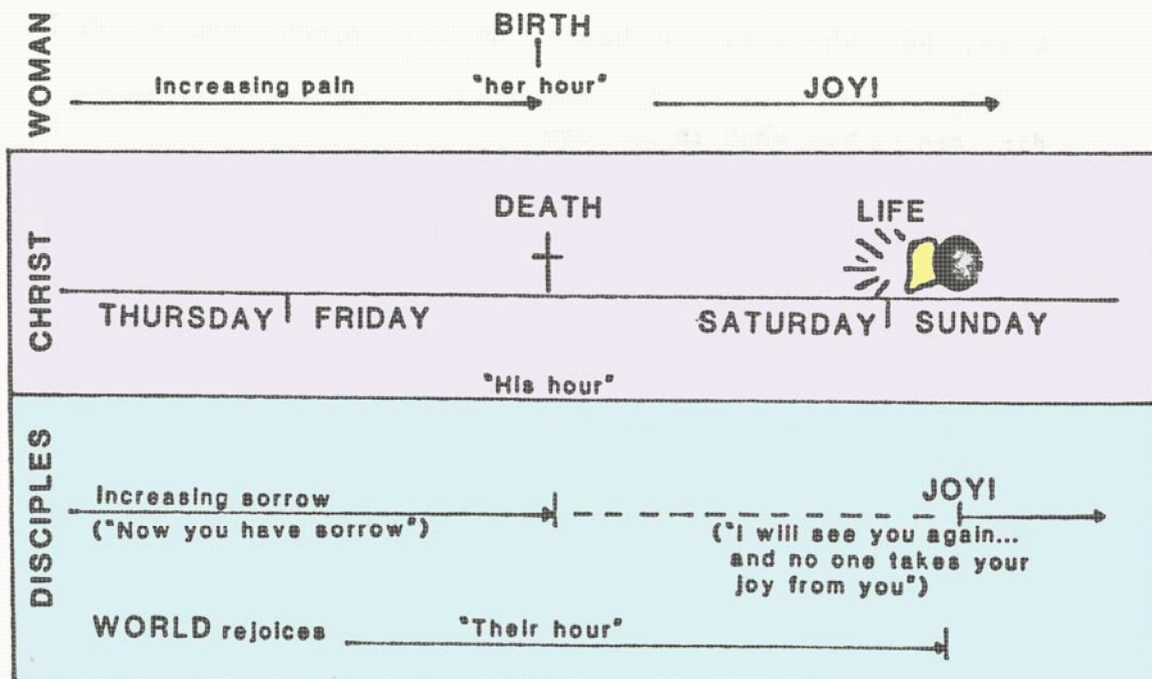 WOMAN
BIRTH
Increasing pain
"her hour"
JOY!
CHRIST
DEATH
LIFE
THURSDAY
FRIDAY
SATURDAY
SUNDAY
"His hour"
DISCIPLES
Increasing sorrow
("Now you have sorrow")
JOY!
("I will see you again...
and no one takes your
joy from you")
WORLD rejoices
"Their hour"